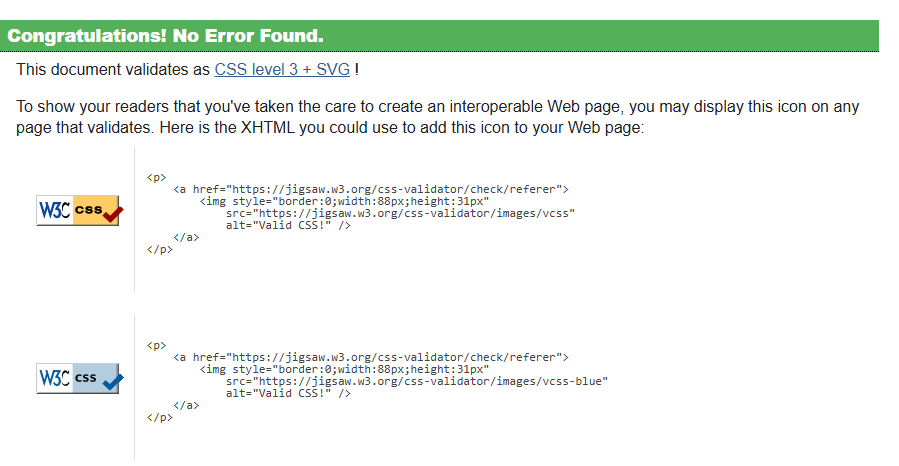 Congratulations! No Error Found.
This document validates as CSS level 3 + SVG !
To show your readers that you've taken the care to create an interoperable Web page, you may display this icon on any
page that validates. Here is the XHTML you could use to add this icon to your Web page:
W3C css
<p>
    <a href="https://jigsaw.w3.org/css-validator/check/referer">
        <img style="border:0;width:88px;height:31px"
            src="https://jigsaw.w3.org/css-validator/images/vcss"
            alt="Valid CSS!" />
    </a>
</p>
W3C css
<p>
    <a href="https://jigsaw.w3.org/css-validator/check/referer">
        <img style="border:0;width:88px;height:31px"
            src="https://jigsaw.w3.org/css-validator/images/vcss-blue"
            alt="Valid CSS!" />
    </a>
</p>